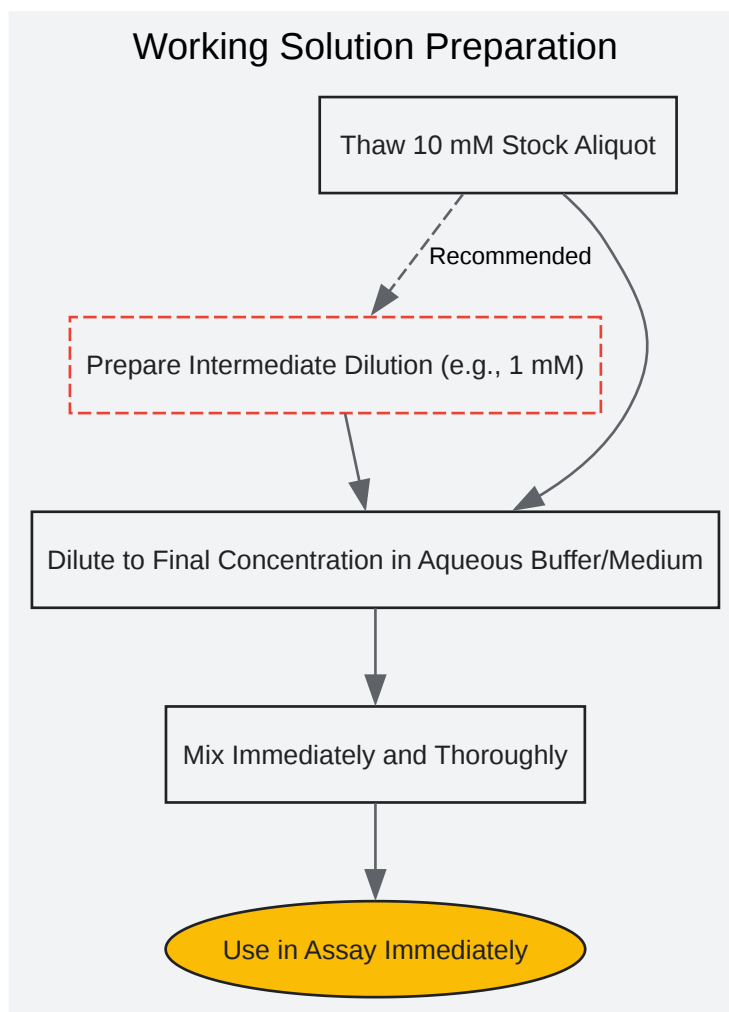 Working Solution Preparation
Thaw 10 mM Stock Aliquot
Recommended
Prepare Intermediate Dilution (e.g., 1 mM)
Dilute to Final Concentration in Aqueous Buffer/Medium
Mix Immediately and Thoroughly
Use in Assay Immediately